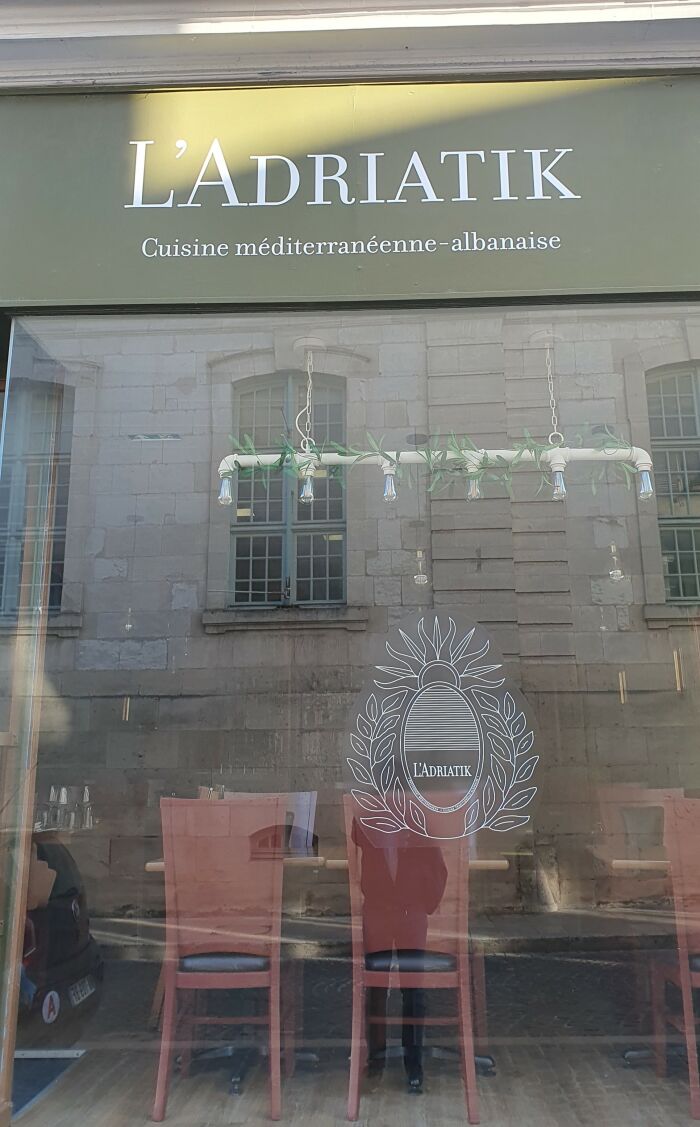 L'ADRIATIK
Cuisine méditerranéenne-albanaise
L'ADRIATIK
A